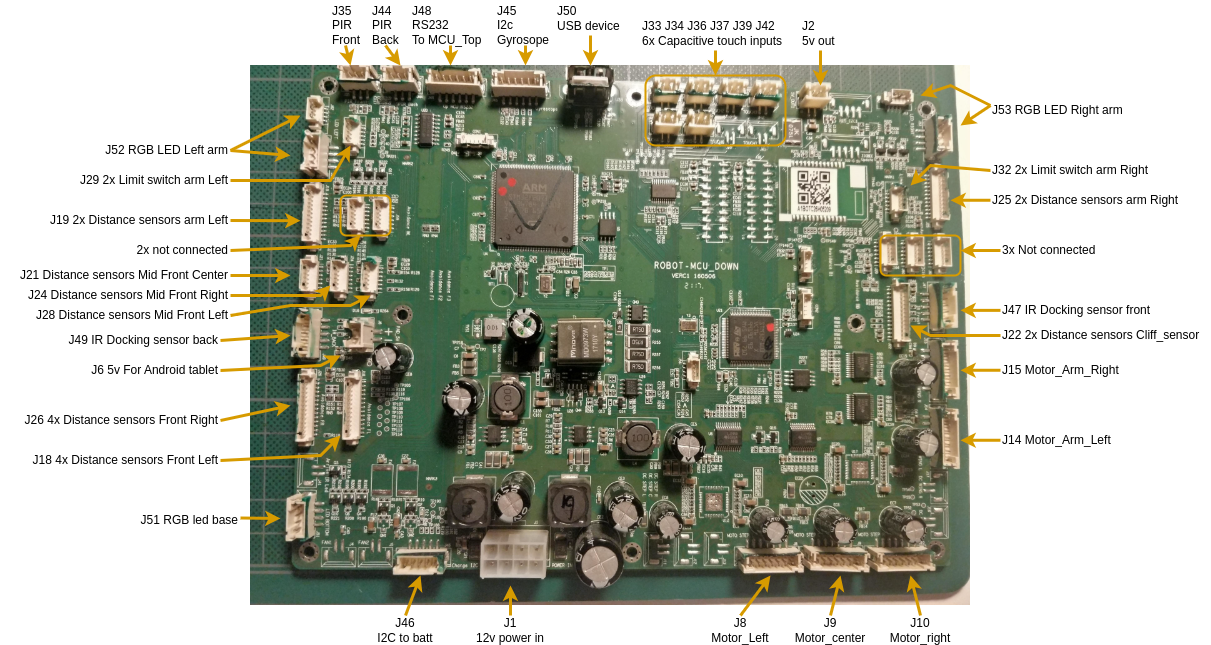 J35
PIR
Front
J44
PIR
Back
J48
RS232
To MCU_Top
J45
I2c
Gyrosope
J50
USB device
J33 J34 J36 J37 J39 J42
6x Capacitive touch inputs
J2
5v out
J53 RGB LED Right arm
J52 RGB LED Left arm
J29 2x Limit switch arm Left
J32 2x Limit switch arm Right
J25 2x Distance sensors arm Right
J19 2x Distance sensors arm Left
2x not connected
3x Not connected
J21 Distance sensors Mid Front Center
J24 Distance sensors Mid Front Right
J28 Distance sensors Mid Front Left
J47 IR Docking sensor front
J22 2x Distance sensors Cliff_sensor
J49 IR Docking sensor back
J6 5v For Android tablet
J15 Motor_Arm_Right
J26 4x Distance sensors Front Right
J14 Motor_Arm_Left
J18 4x Distance sensors Front Left
J51 RGB led base
ARM
ROBOT-MCU_DOWN
VER01 160506
J46
I2C to batt
J1
12v power in
J8
Motor_Left
J9
Motor_center
J10
Motor_right